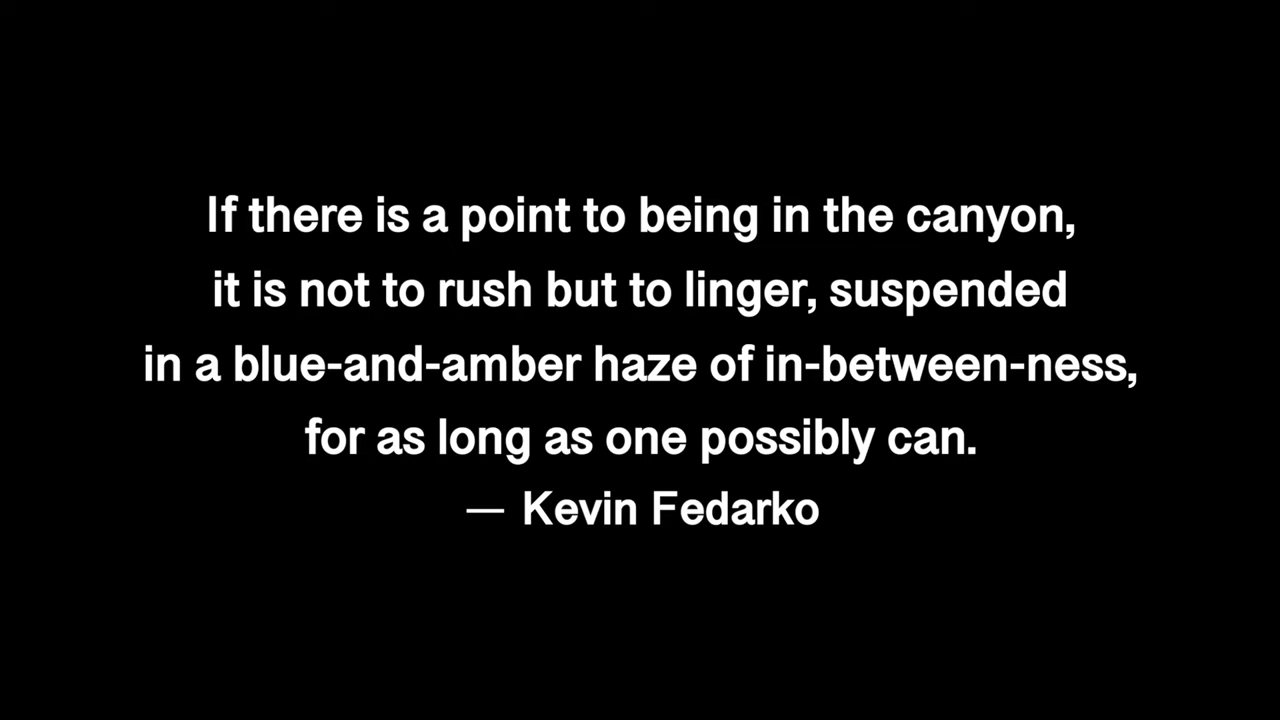 If there is a point to being in the canyon,
it is not to rush but to linger, suspended
in a blue-and-amber haze of in-between-ness,
for as long as one possibly can.
— Kevin Fedarko